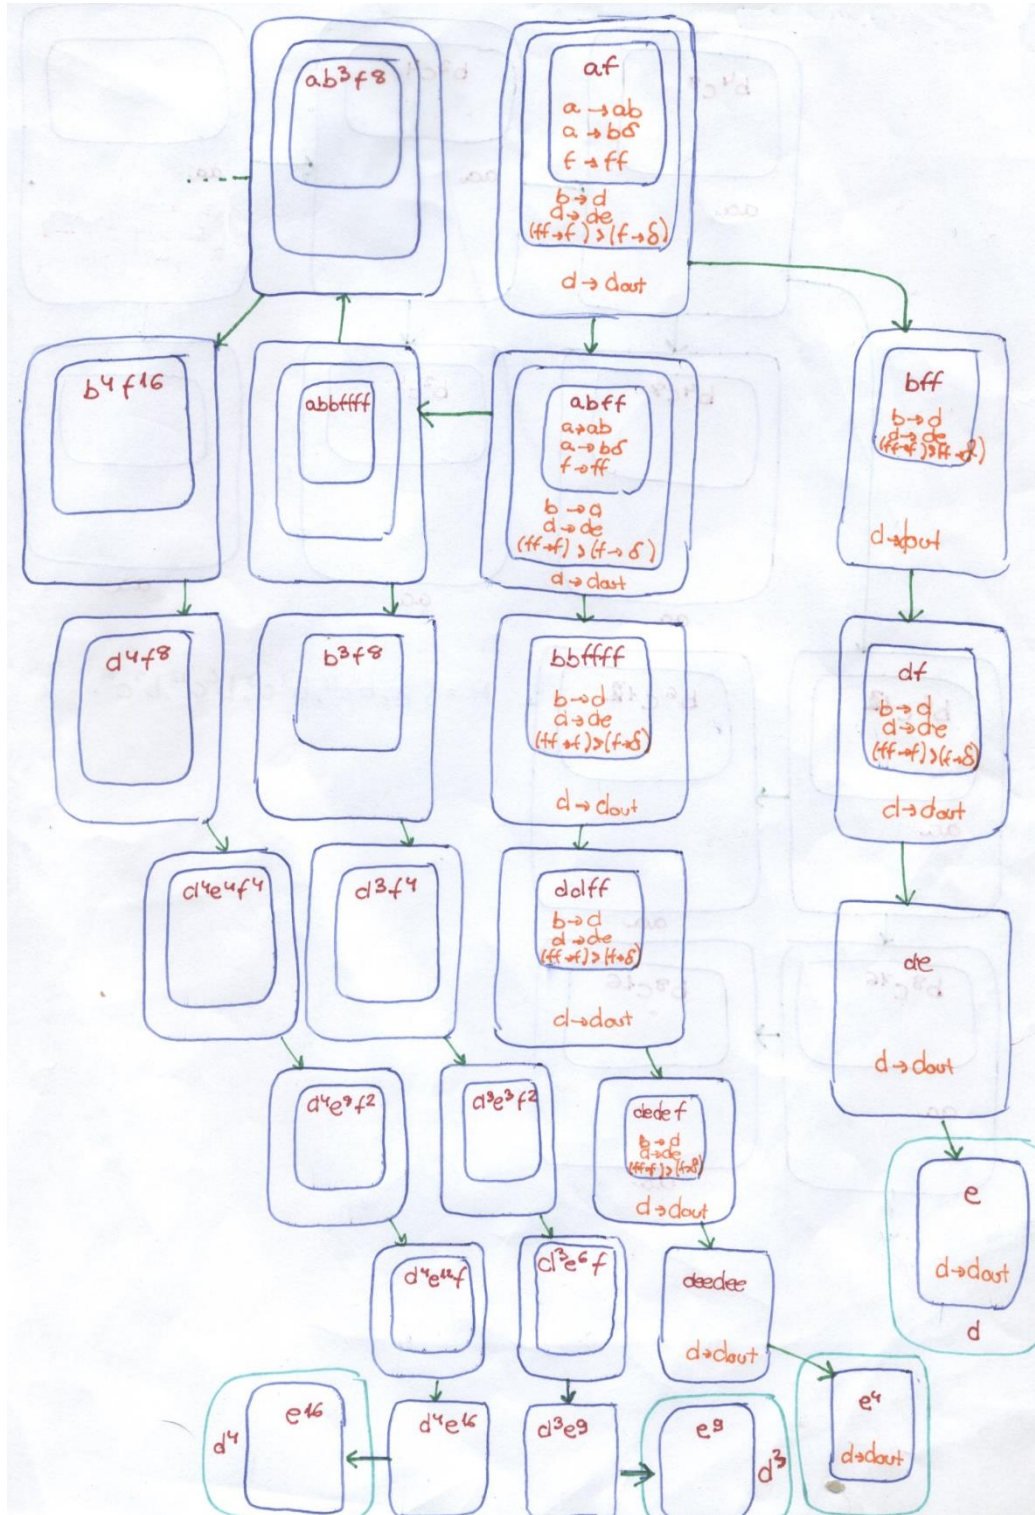 ab³f8
af
a → ab
a → bδ
f → ff
b → d
d → de
(ff→f) > (f→δ)
d → dout
b⁴f16
abbffff
abff
a→ab
a → bδ
f → ff
b → d
d → de
(ff→f) > (f→δ)
d → dout
bff
b→d
d→de
d→dout
d⁴f8
b³f8
bbffff
b→d
d→de
(ff→f)>(f→δ)
d→dout
df
b→d
d→de
(ff→f)>(f→δ)
d→dout
d⁴e⁴f⁴
d³f⁴
ddff
b→d
d→de
(ff→f)>(f→δ)
d→dout
de
d→dout
d³e³f²
dedef
b→d
d→de
(ff→f)>(f→δ)
d→dout
e
d→dout
d
d⁴e12f
d³e⁶f
deedee
d→dout
e16
d⁴
d⁴e16
d³e9
e9
d³
e⁴
d→dout